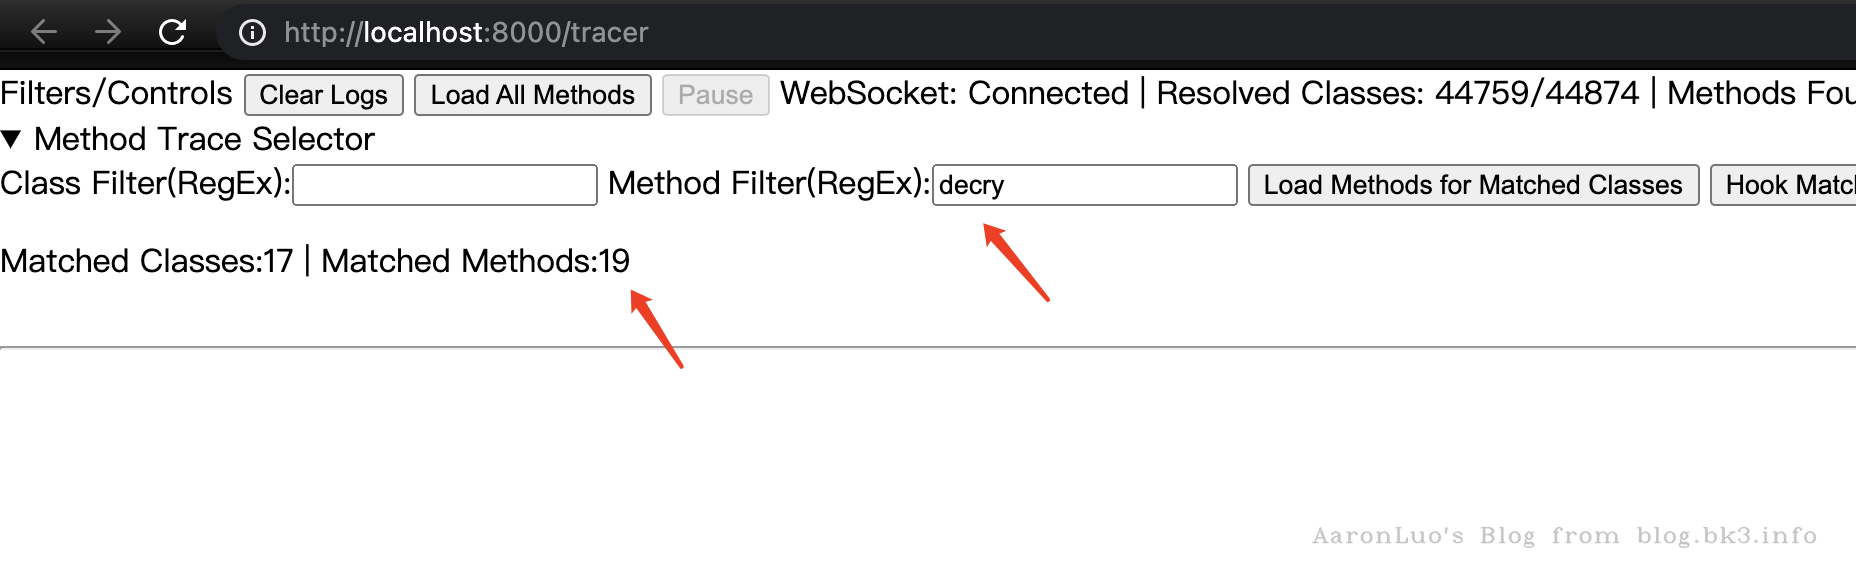 http://localhost:8000/tracer
Filters/Controls Clear Logs Load All Methods Pause WebSocket: Connected | Resolved Classes: 44759/44874 | Methods Fou
▼ Method Trace Selector
Class Filter(RegEx): Method Filter(RegEx): decry Load Methods for Matched Classes Hook Match
Matched Classes:17 | Matched Methods:19
AaronLuo's Blog from blog.bk3.info